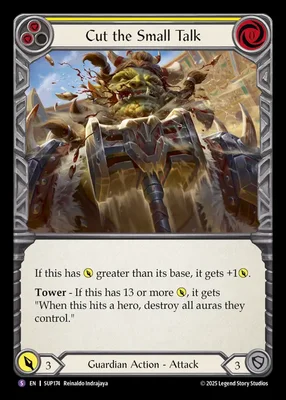 Cut the Small Talk
If this has greater than its base, it gets +1.
Tower - If this has 13 or more, it gets
"When this hits a hero, destroy all auras they
control."
3 Guardian Action - Attack 3
S EN SUP174 Reinaldo Indrajaya © 2025 Legend Story Studios